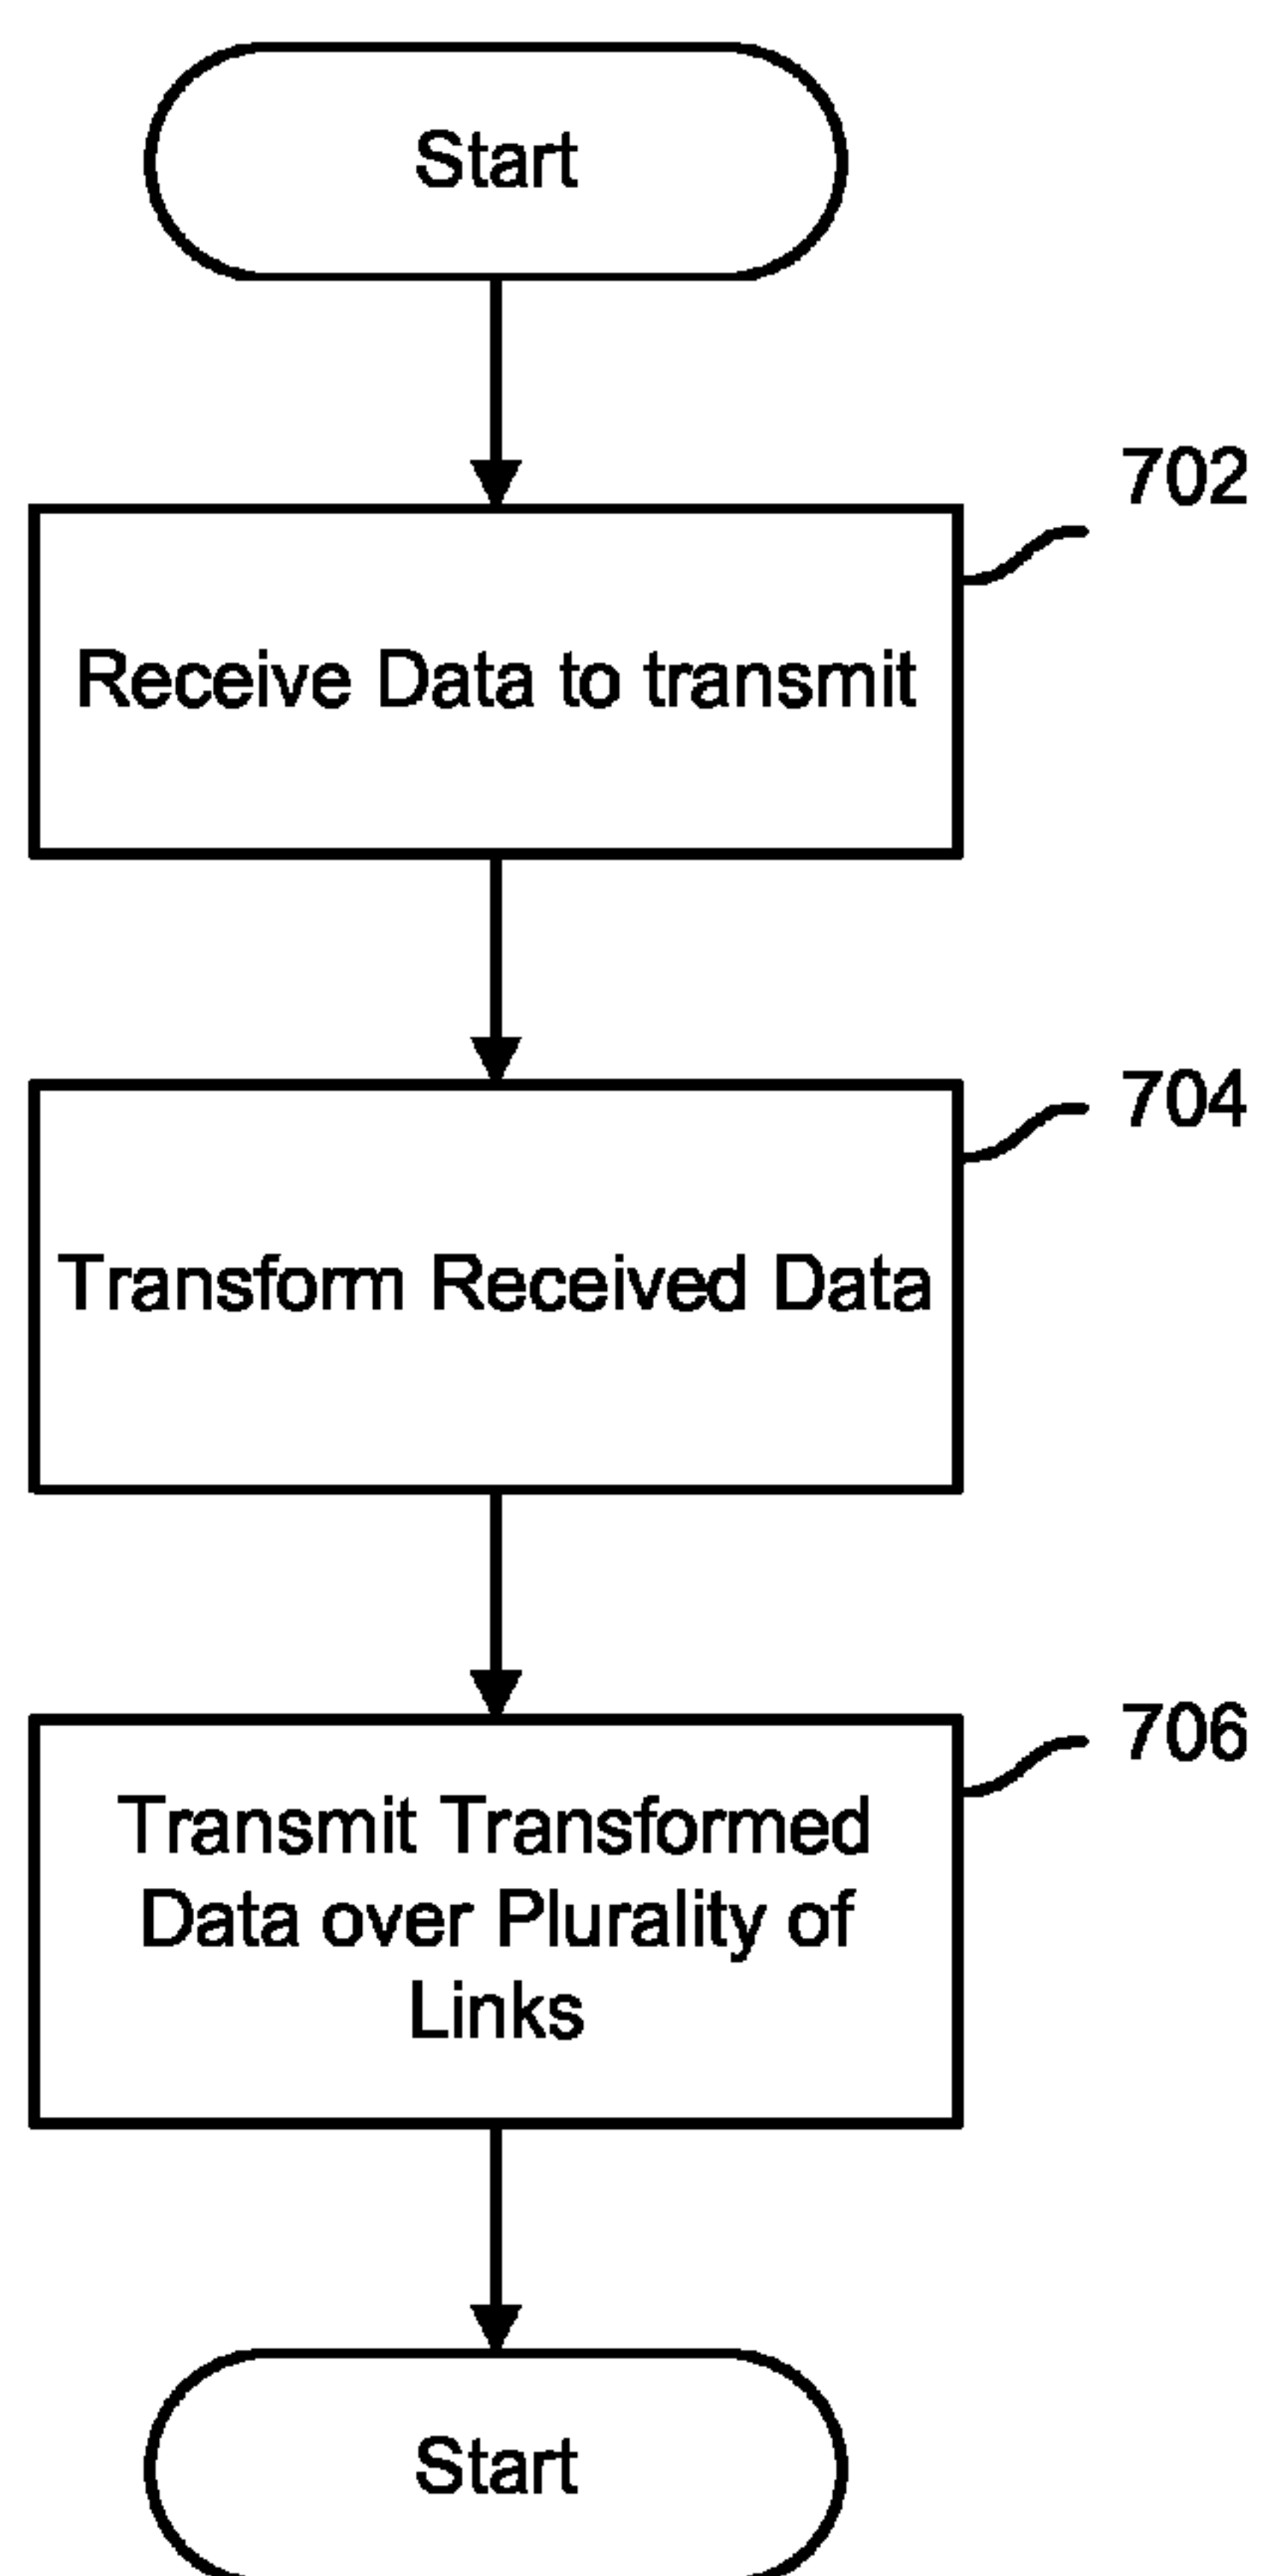 Start
702
Receive Data to transmit
704
Transform Received Data
706
Transmit Transformed
Data over Plurality of
Links
Start